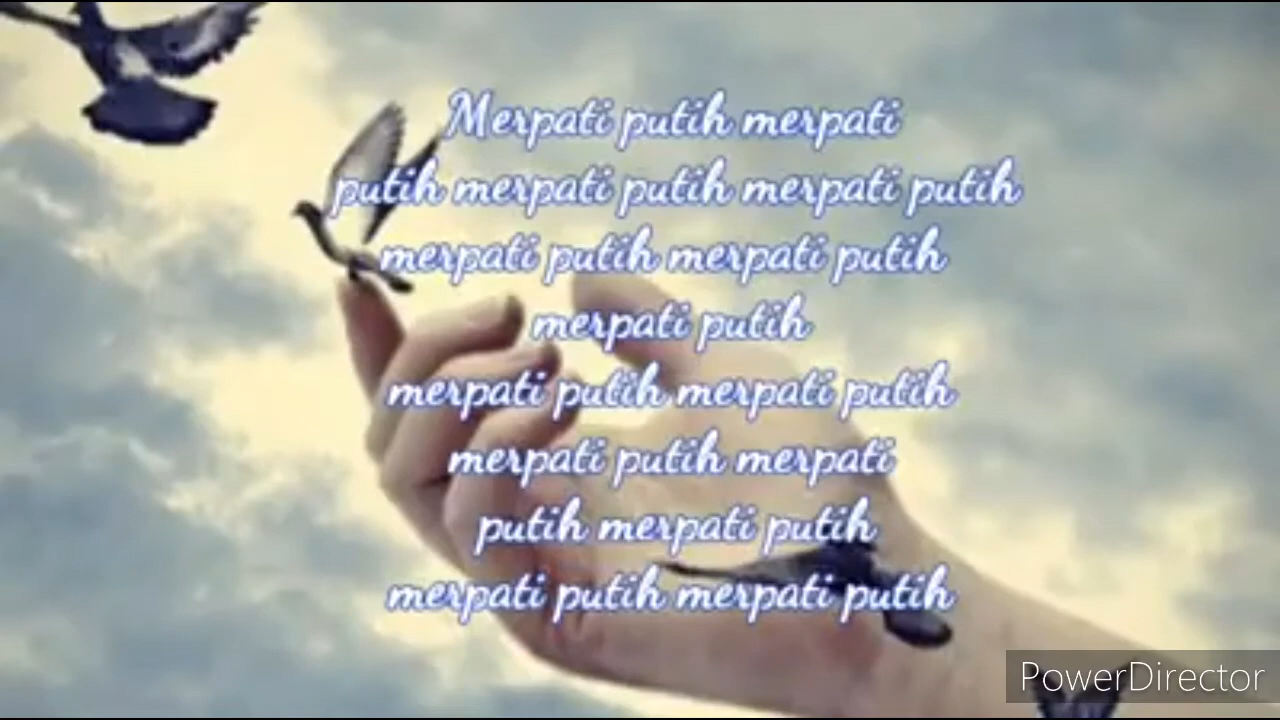 Merpati putih merpati
putih merpati putih merpati putih
merpati putih merpati putih
merpati putih
merpati putih merpati putih
merpati putih merpati
putih merpati putih
merpati putih merpati putih
PowerDirector